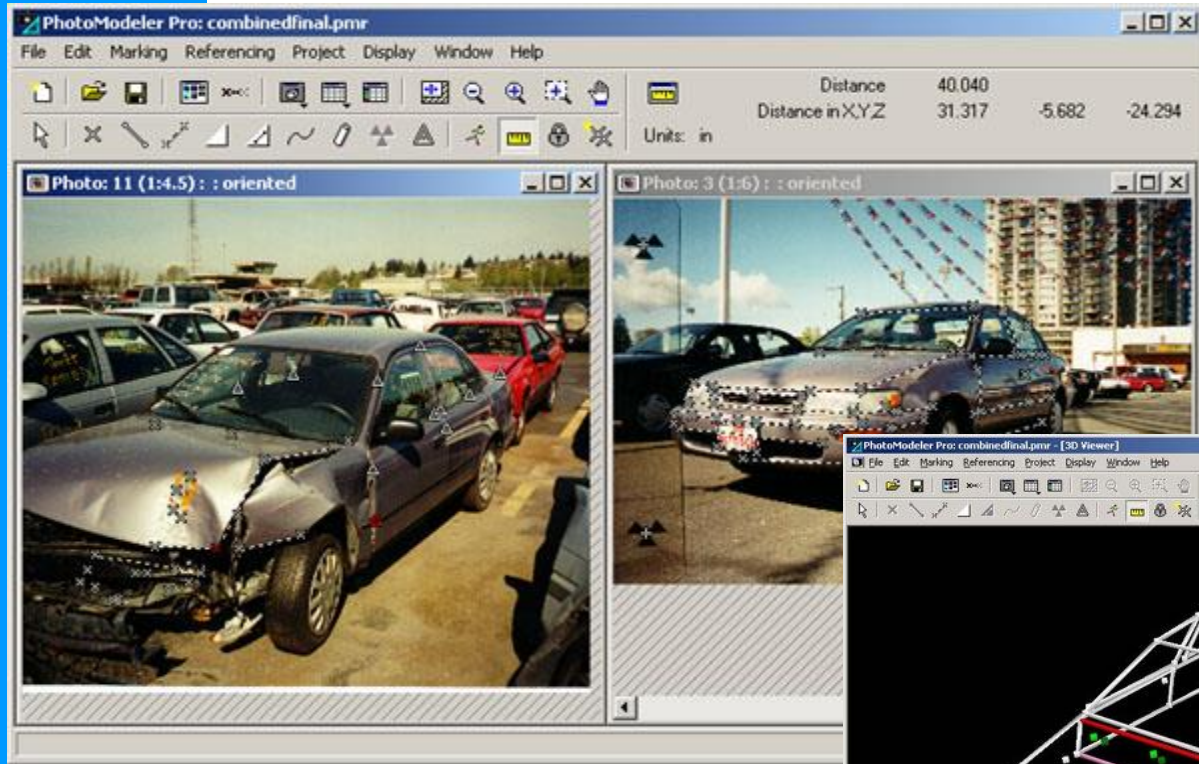 PhotoModeler Pro: combinedfinal.pmr
File Edit Marking Referencing Project Display Window Help
Distance 40.040
Distance in X,Y,Z 31.317 -5.682 -24.294
Units: in
Photo: 11 (1:4.5) : : oriented
Photo: 3 (1:6) : : oriented
PhotoModeler Pro: combinedfinal.pmr - [3D Viewer]
File Edit Marking Referencing Project Display Window Help